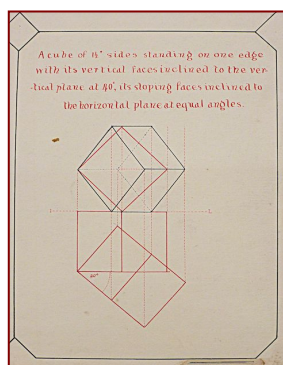 A cube of 1½" sides standing on one edge
with its vertical faces inclined to the ver-
-tical plane at 40°, its sloping faces inclined to
the horizontal plane at equal angles.